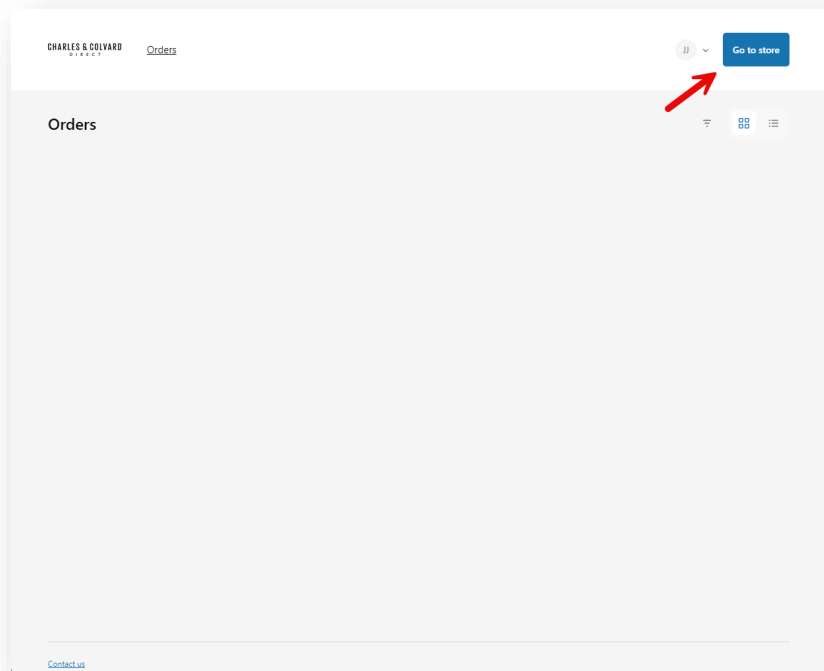 CHARLES & COLVARD
DIRECT
Orders
JJ
Go to store
Orders
Contact us